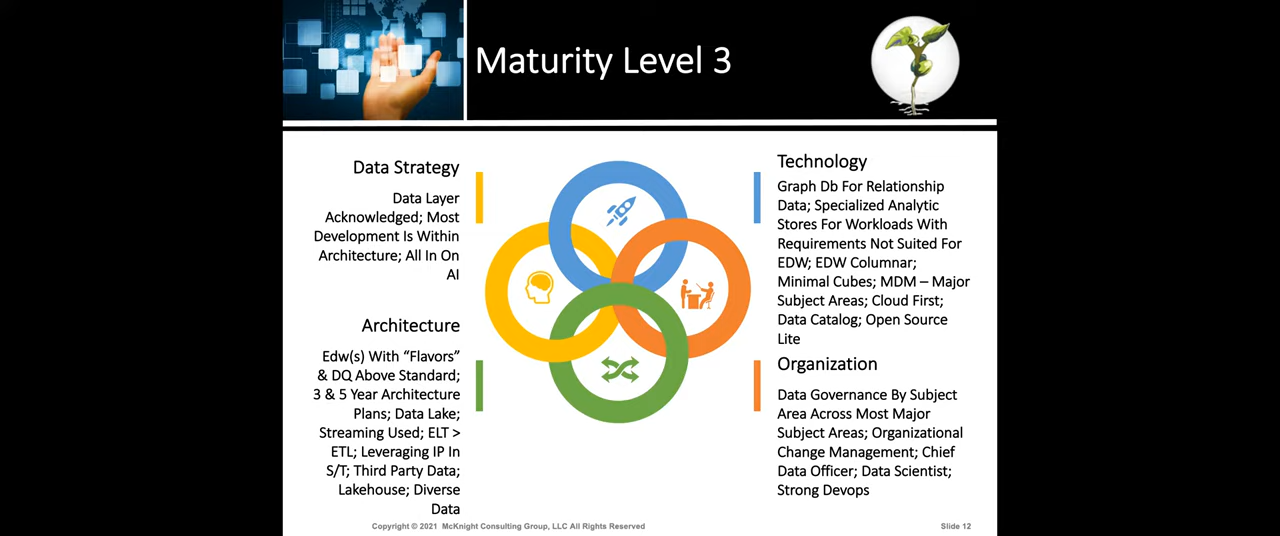 Maturity Level 3
Data Strategy
Data Layer
Acknowledged; Most
Development Is Within
Architecture; All In On
AI
Architecture
Edw(s) With “Flavors”
& DQ Above Standard;
3 & 5 Year Architecture
Plans; Data Lake;
Streaming Used; ELT >
ETL; Leveraging IP In
S/T; Third Party Data;
Lakehouse; Diverse
Data
Technology
Graph Db For Relationship
Data; Specialized Analytic
Stores For Workloads With
Requirements Not Suited For
EDW; EDW Columnar;
Minimal Cubes; MDM – Major
Subject Areas; Cloud First;
Data Catalog; Open Source
Lite
Organization
Data Governance By Subject
Area Across Most Major
Subject Areas; Organizational
Change Management; Chief
Data Officer; Data Scientist;
Strong Devops
Copyright © 2021 McKnight Consulting Group, LLC All Rights Reserved
Slide 12